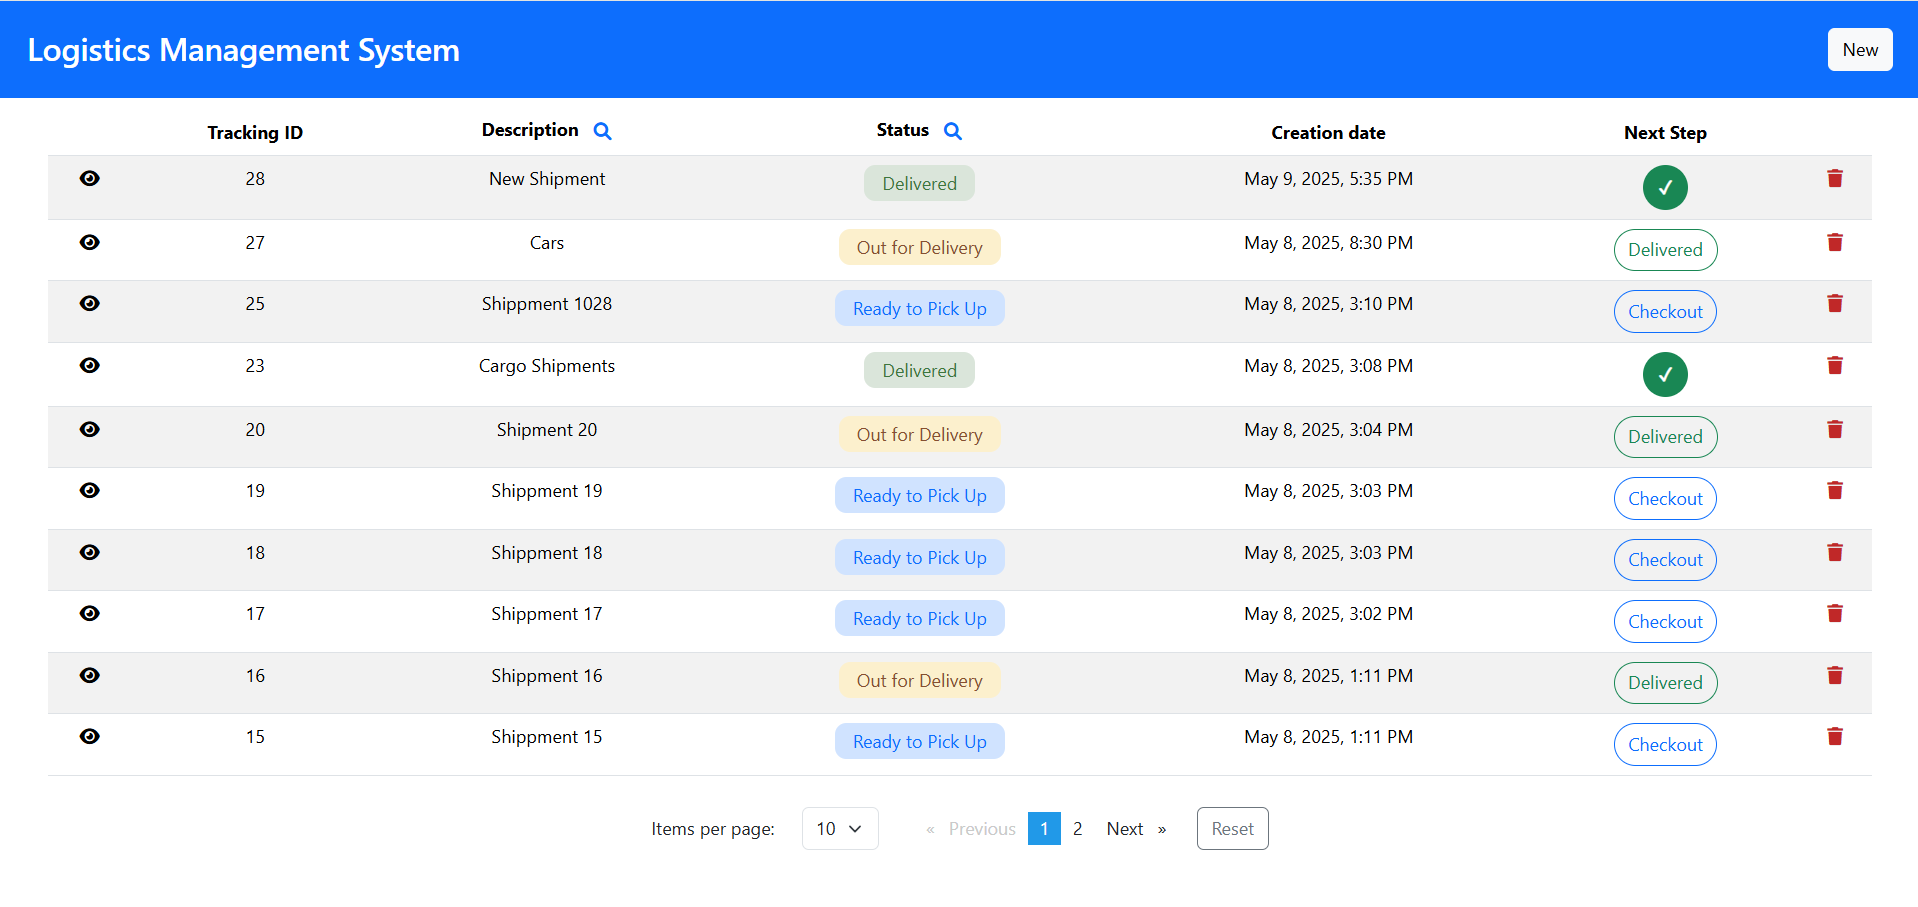 Logistics Management System New
Tracking ID Description Status Creation date Next Step
28 New Shipment Delivered May 9, 2025, 5:35 PM
27 Cars Out for Delivery May 8, 2025, 8:30 PM Delivered
25 Shippment 1028 Ready to Pick Up May 8, 2025, 3:10 PM Checkout
23 Cargo Shipments Delivered May 8, 2025, 3:08 PM
20 Shipment 20 Out for Delivery May 8, 2025, 3:04 PM Delivered
19 Shippment 19 Ready to Pick Up May 8, 2025, 3:03 PM Checkout
18 Shippment 18 Ready to Pick Up May 8, 2025, 3:03 PM Checkout
17 Shippment 17 Ready to Pick Up May 8, 2025, 3:02 PM Checkout
16 Shippment 16 Out for Delivery May 8, 2025, 1:11 PM Delivered
15 Shippment 15 Ready to Pick Up May 8, 2025, 1:11 PM Checkout
Items per page: 10 « Previous 1 2 Next » Reset